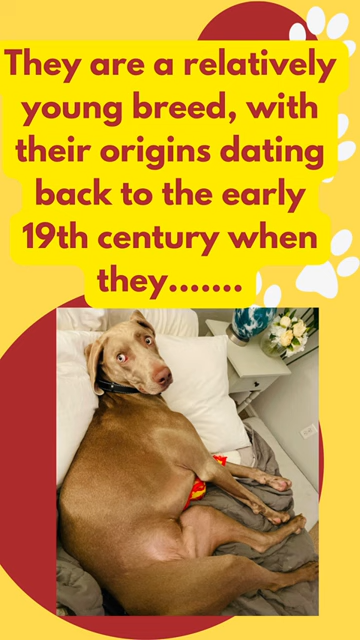 They are a relatively
young breed, with
their origins dating
back to the early
19th century when
they.......